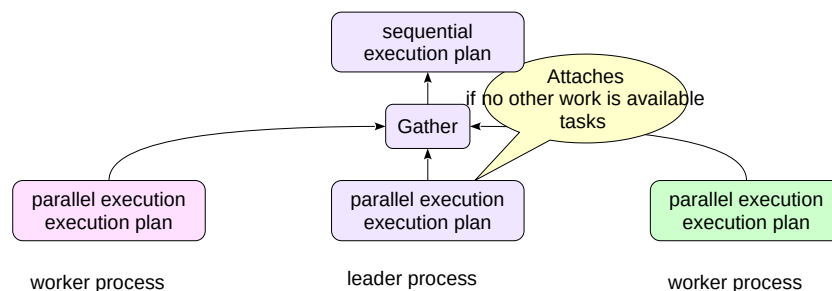 sequential
execution plan
Attaches
if no other work is available
tasks
Gather
parallel execution
execution plan
parallel execution
execution plan
parallel execution
execution plan
worker process
leader process
worker process